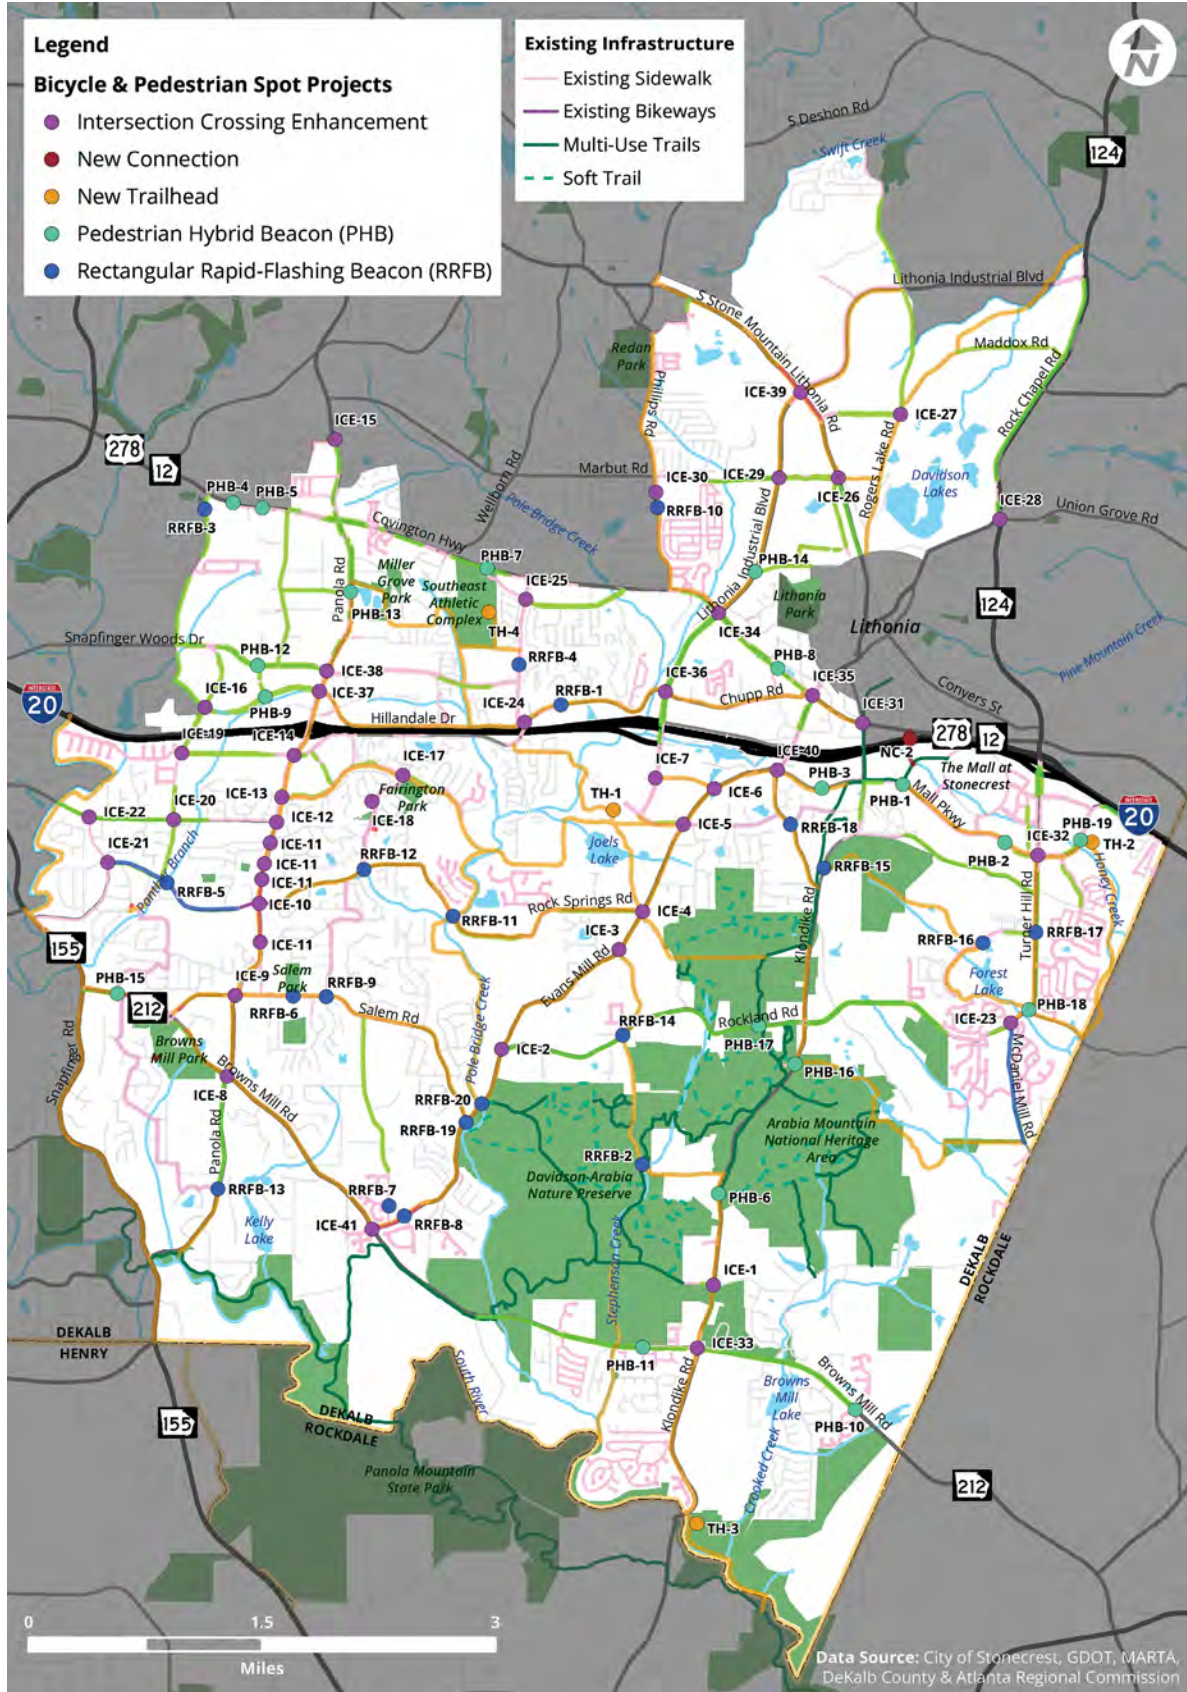 Legend
Bicycle & Pedestrian Spot Projects
Intersection Crossing Enhancement
New Connection
New Trailhead
Pedestrian Hybrid Beacon (PHB)
Rectangular Rapid-Flashing Beacon (RRFB)
Existing Infrastructure
Existing Sidewalk
Existing Bikeways
Multi-Use Trails
Soft Trail
N
S Deshon Rd
Swift Creek
124
Lithonia Industrial Blvd
S Stone Mountain Lithonia Rd
Redan
Park
Maddox Rd
Phillips Rd
Rock Chapel Rd
ICE-39
ICE-27
ICE-15
278
12
Wellborn Rd
Marbut Rd
ICE-30
ICE-29
ICE-26
Rogers Lake Rd
Davidson
Lakes
PHB-4
PHB-5
RRFB-3
RRFB-10
ICE-28
Union Grove Rd
Pole Bridge Creek
Covington Hwy
Lithonia Industrial Blvd
PHB-7
PHB-14
Panola Rd
Miller
Grove
Park
Southeast
Athletic
Complex
ICE-25
PHB-13
TH-4
Lithonia
Park
124
ICE-34
Lithonia
Snapfinger Woods Dr
PHB-12
ICE-38
RRFB-4
PHB-8
Pine Mountain Creek
ICE-16
ICE-37
ICE-36
ICE-35
Conyers St
INTERSTATE
20
PHB-9
ICE-24
RRFB-1
Chupp Rd
ICE-31
Hillandale Dr
278
12
ICE-19
ICE-14
ICE-40
NC-2
ICE-17
ICE-7
PHB-3
The Mall at
Stonecrest
Fairington
Park
ICE-13
TH-1
ICE-6
PHB-1
Mall Pkwy
INTERSTATE
20
ICE-22
ICE-20
ICE-12
ICE-18
ICE-5
RRFB-18
PHB-19
ICE-32
TH-2
ICE-21
ICE-11
Joels
Lake
PHB-2
RRFB-12
ICE-11
RRFB-15
Honey Creek
Panther Branch
RRFB-5
ICE-11
ICE-10
RRFB-11
Rock Springs Rd
ICE-4
Klondike Rd
Turner Hill Rd
ICE-3
RRFB-16
RRFB-17
155
ICE-11
Evans Mill Rd
PHB-15
ICE-9
Salem
Park
RRFB-9
Forest
Lake
212
RRFB-6
Salem Rd
Pole Bridge Creek
PHB-18
Rockland Rd
RRFB-14
ICE-23
Snapfinger Rd
Browns
Mill Park
ICE-2
PHB-17
PHB-16
McDaniel Mill Rd
Browns Mill Rd
ICE-8
RRFB-20
RRFB-19
Arabia Mountain
National Heritage
Area
Panola Rd
RRFB-2
Davidson-Arabia
Nature Preserve
RRFB-13
RRFB-7
PHB-6
Kelly
Lake
RRFB-8
ICE-41
Stephenson Creek
DEKALB
ROCKDALE
ICE-1
DEKALB
HENRY
ICE-33
PHB-11
South River
Klondike Rd
Browns
Mill
Lake
Browns Mill Rd
DEKALB
ROCKDALE
PHB-10
155
Panola Mountain
State Park
Crooked Creek
212
TH-3
0
1.5
3
Miles
Data Source: City of Stonecrest, GDOT, MARTA,
DeKalb County & Atlanta Regional Commission